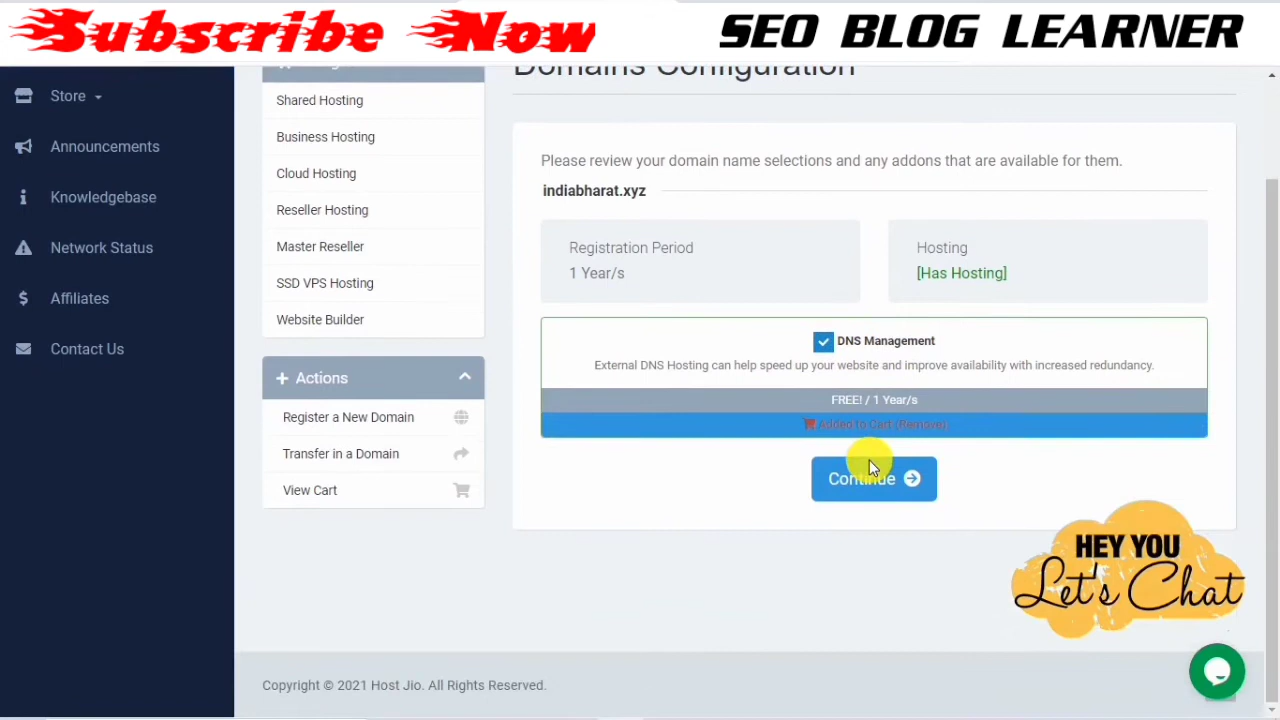 Subscribe Now
SEO BLOG LEARNER
Store
Announcements
Knowledgebase
Network Status
Affiliates
Contact Us
Shared Hosting
Business Hosting
Cloud Hosting
Reseller Hosting
Master Reseller
SSD VPS Hosting
Website Builder
Actions
Register a New Domain
Transfer in a Domain
View Cart
Domains Configuration
Please review your domain name selections and any addons that are available for them.
indiabharat.xyz
Registration Period
1 Year/s
Hosting
[Has Hosting]
DNS Management
External DNS Hosting can help speed up your website and improve availability with increased redundancy.
FREE! / 1 Year/s
Added to Cart (Remove)
Continue
HEY YOU
Let's Chat
Copyright © 2021 Host Jio. All Rights Reserved.